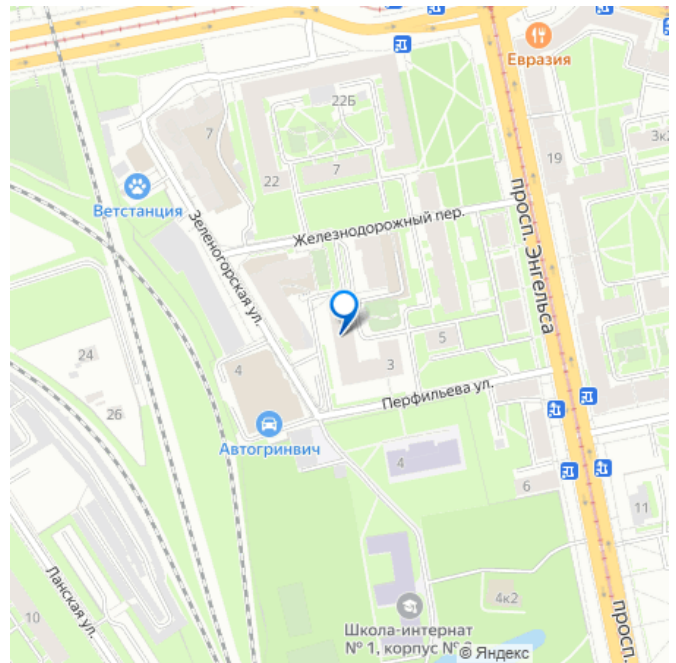 Евразия
22Б
7
3к2
19
7
22
Ветстанция
Железнодорожный пер.
просп. Энгельса
Зеленогорская ул.
5
24
4
3
26
Перфильева ул.
Автогринвич
4
6
11
Ланская ул.
4к2
10
просп.
Школа-интернат
№ 1, корпус №
© Яндекс